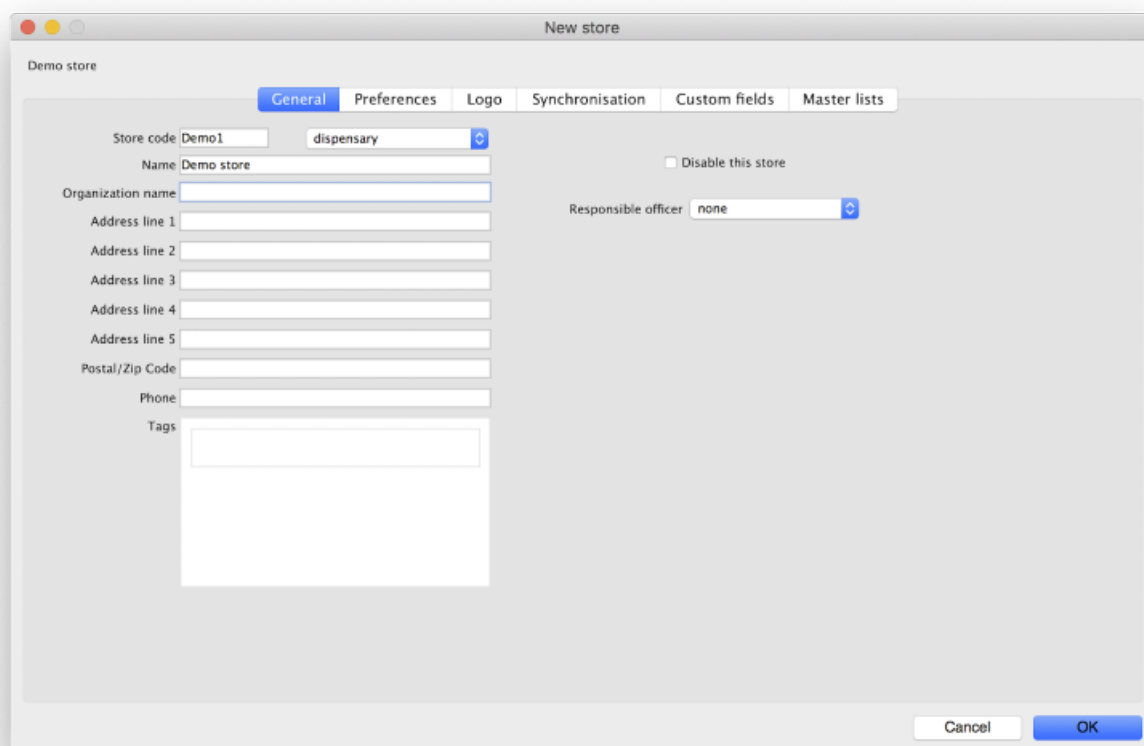 New store
Demo store
General Preferences Logo Synchronisation Custom fields Master lists
Store code Demo1 dispensary
Name Demo store
Disable this store
Organization name
Responsible officer none
Address line 1
Address line 2
Address line 3
Address line 4
Address line 5
Postal/Zip Code
Phone
Tags
Cancel OK